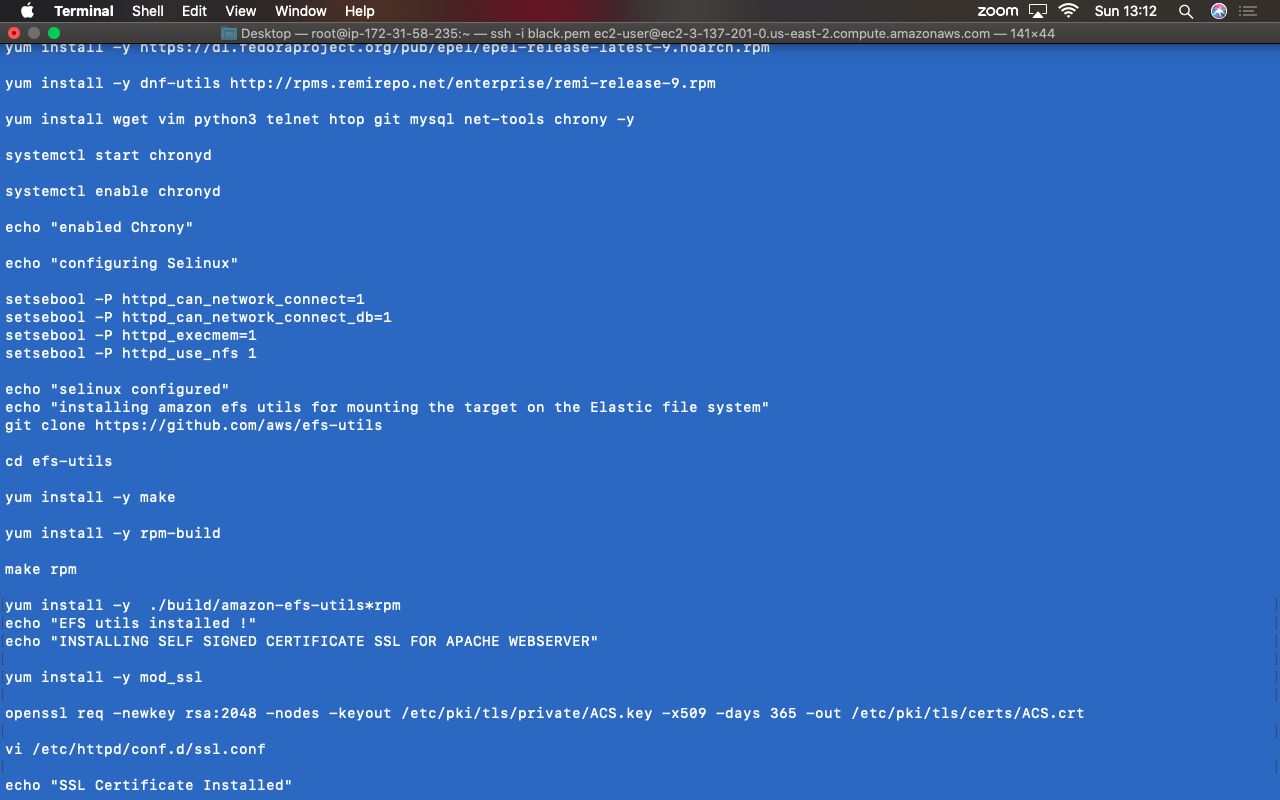 Terminal Shell Edit View Window Help zoom Sun 13:12
Desktop — root@ip-172-31-58-235:~ — ssh -i black.pem ec2-user@ec2-3-137-201-0.us-east-2.compute.amazonaws.com — 141×44
yum install -y https://dl.fedoraproject.org/pub/epel/epel-release-latest-9.noarch.rpm
yum install -y dnf-utils http://rpms.remirepo.net/enterprise/remi-release-9.rpm
yum install wget vim python3 telnet htop git mysql net-tools chrony -y
systemctl start chronyd
systemctl enable chronyd
echo "enabled Chrony"
echo "configuring Selinux"
setsebool -P httpd_can_network_connect=1
setsebool -P httpd_can_network_connect_db=1
setsebool -P httpd_execmem=1
setsebool -P httpd_use_nfs 1
echo "selinux configured"
echo "installing amazon efs utils for mounting the target on the Elastic file system"
git clone https://github.com/aws/efs-utils
cd efs-utils
yum install -y make
yum install -y rpm-build
make rpm
yum install -y  ./build/amazon-efs-utils*rpm
echo "EFS utils installed !"
echo "INSTALLING SELF SIGNED CERTIFICATE SSL FOR APACHE WEBSERVER"
yum install -y mod_ssl
openssl req -newkey rsa:2048 -nodes -keyout /etc/pki/tls/private/ACS.key -x509 -days 365 -out /etc/pki/tls/certs/ACS.crt
vi /etc/httpd/conf.d/ssl.conf
echo "SSL Certificate Installed"